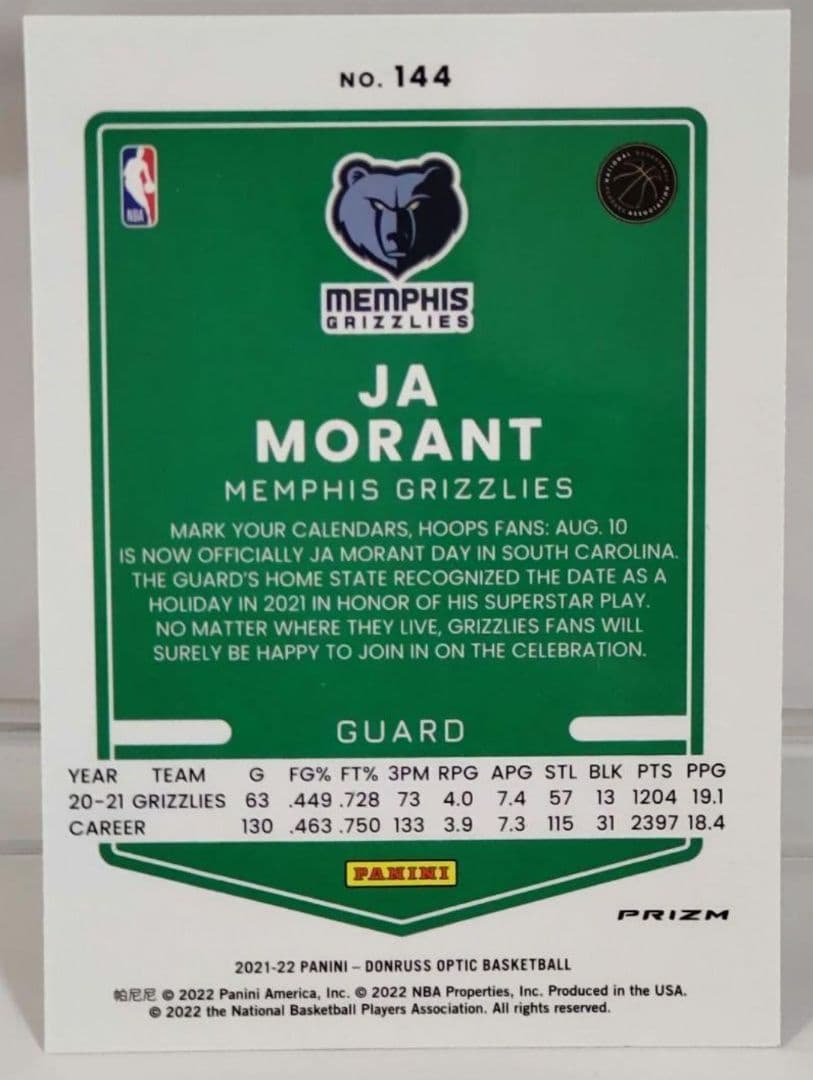 NO. 144
NBA
NATIONAL BASKETBALL
PLAYERS ASSOCIATION
MEMPHIS
GRIZZLIES
JA
MORANT
MEMPHIS GRIZZLIES
MARK YOUR CALENDARS, HOOPS FANS: AUG. 10
IS NOW OFFICIALLY JA MORANT DAY IN SOUTH CAROLINA.
THE GUARD'S HOME STATE RECOGNIZED THE DATE AS A
HOLIDAY IN 2021 IN HONOR OF HIS SUPERSTAR PLAY.
NO MATTER WHERE THEY LIVE, GRIZZLIES FANS WILL
SURELY BE HAPPY TO JOIN IN ON THE CELEBRATION.
GUARD
YEAR TEAM G FG% FT% 3PM RPG APG STL BLK PTS PPG
20-21 GRIZZLIES 63 .449 .728 73 4.0 7.4 57 13 1204 19.1
CAREER 130 .463 .750 133 3.9 7.3 115 31 2397 18.4
PANINI
PRIZM
2021-22 PANINI – DONRUSS OPTIC BASKETBALL
帕尼尼 © 2022 Panini America, Inc. © 2022 NBA Properties, Inc. Produced in the USA.
© 2022 the National Basketball Players Association. All rights reserved.